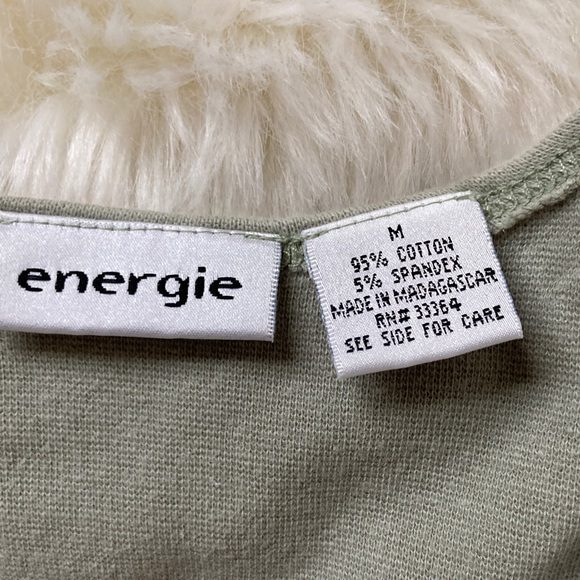 energie
M
95% COTTON
5% SPANDEX
MADE IN MADAGASCAR
RN# 33364
SEE SIDE FOR CARE